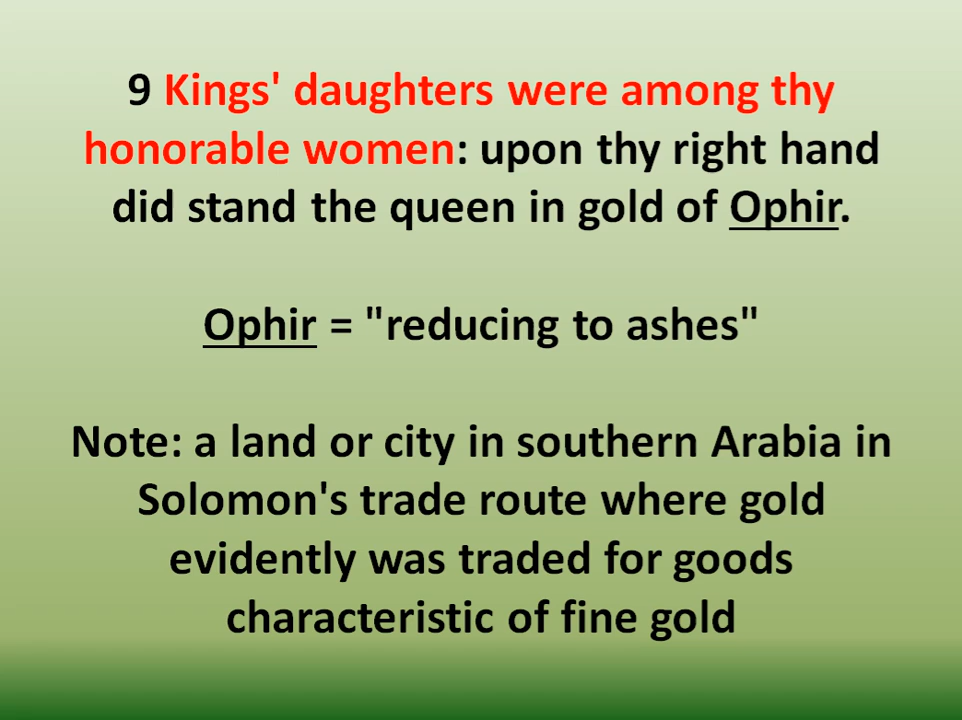 9 Kings' daughters were among thy
honorable women: upon thy right hand
did stand the queen in gold of Ophir.
Ophir = "reducing to ashes"
Note: a land or city in southern Arabia in
Solomon's trade route where gold
evidently was traded for goods
characteristic of fine gold